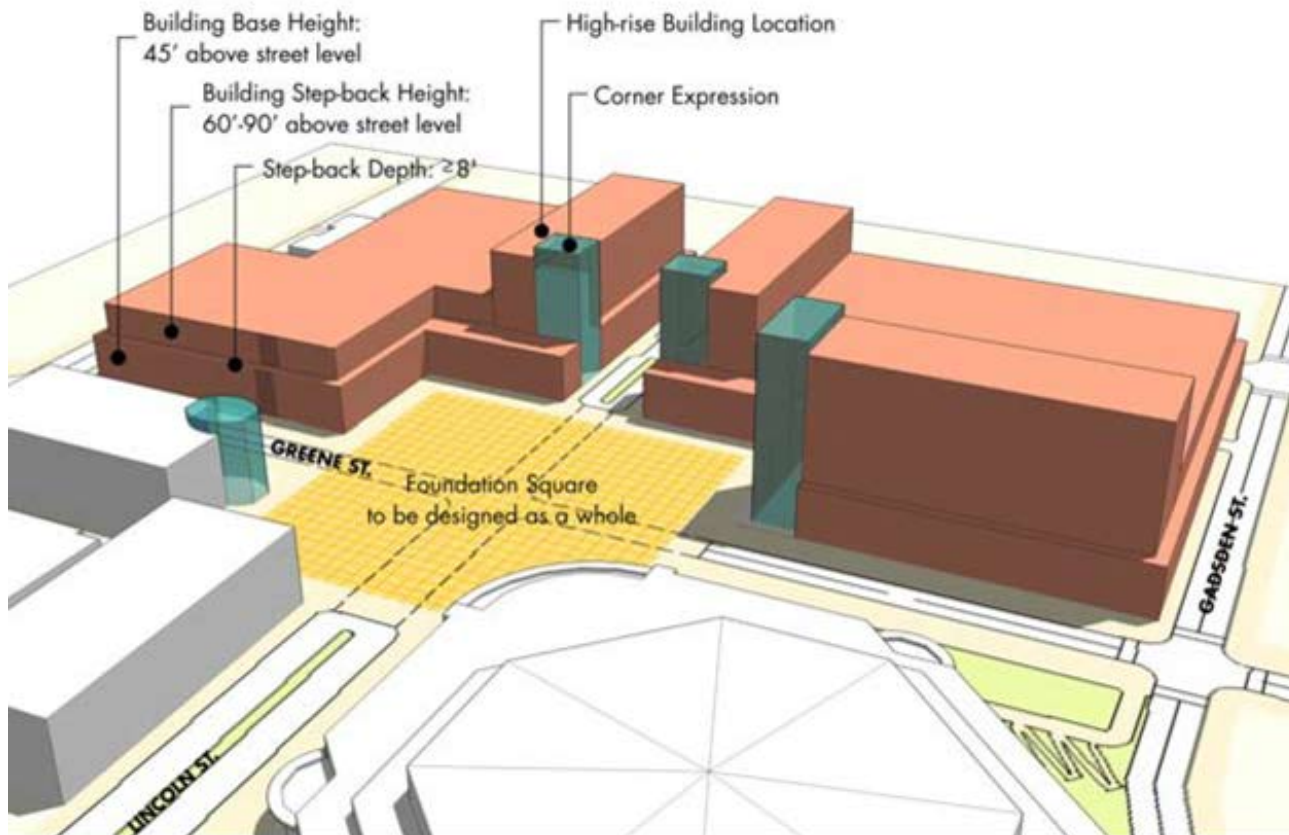 Building Base Height:
45' above street level
Building Step-back Height:
60'-90' above street level
Step-back Depth: ≥8'
High-rise Building Location
Corner Expression
GREENE ST.
Foundation Square
to be designed as a whole
GADSDEN ST.
LINCOLN ST.